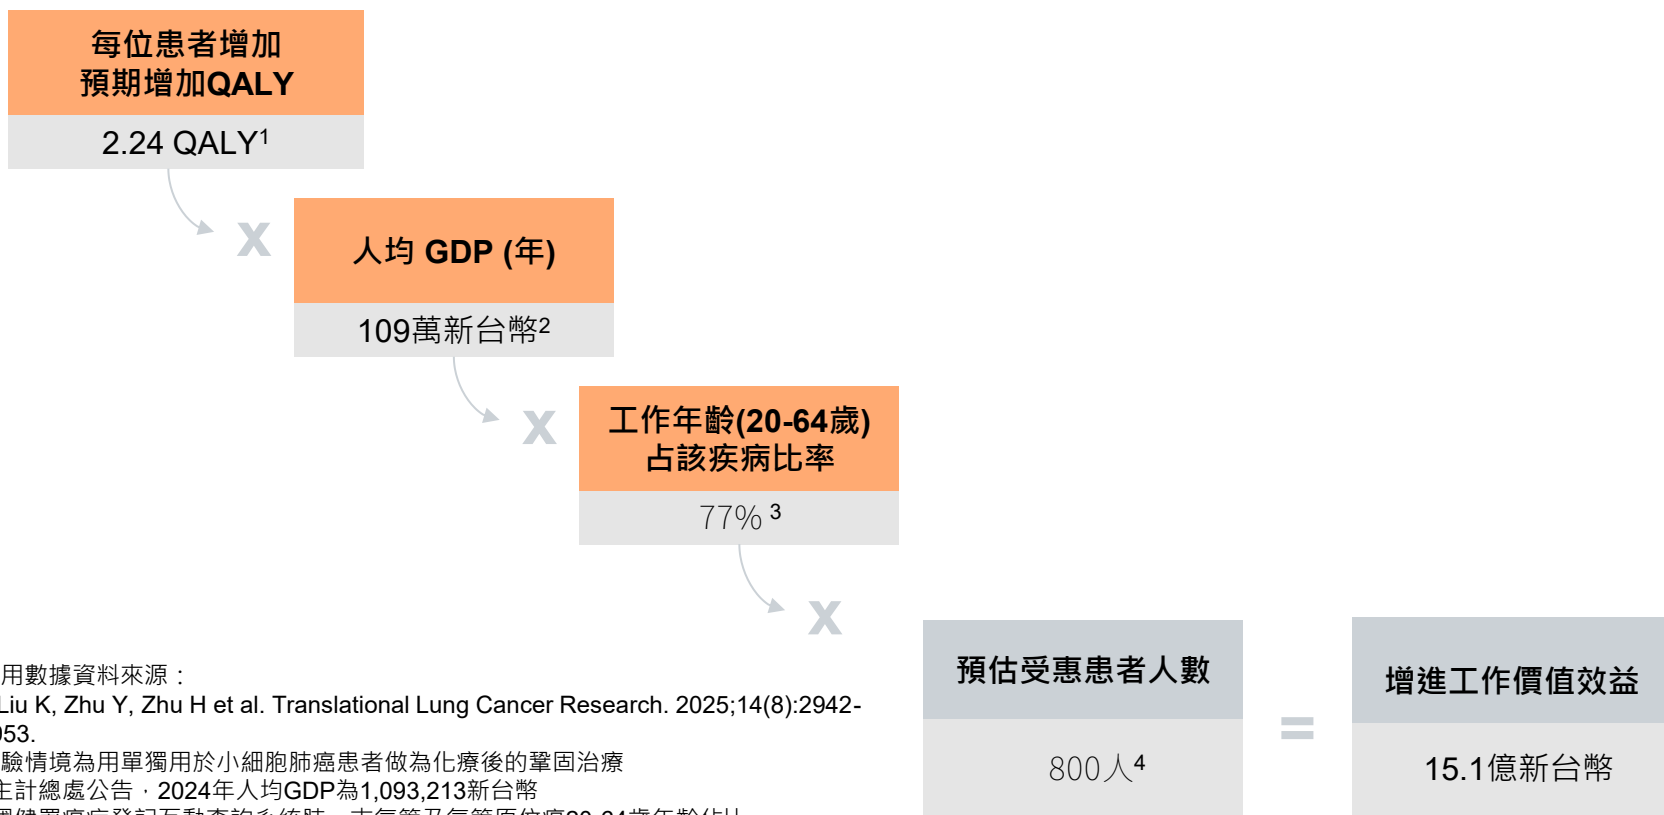 每位患者增加
預期增加QALY
2.24 QALY1
x
人均 GDP (年)
109萬新台幣2
x
工作年齡(20-64歲)
占該疾病比率
77% 3
x
預估受惠患者人數
800人4
=
增進工作價值效益
15.1億新台幣
用數據資料來源：
Liu K, Zhu Y, Zhu H et al. Translational Lung Cancer Research. 2025;14(8):2942-
953.
驗情境為用單獨用於小細胞肺癌患者做為化療後的鞏固治療
主計總處公告，2024年人均GDP為1,093,213新台幣